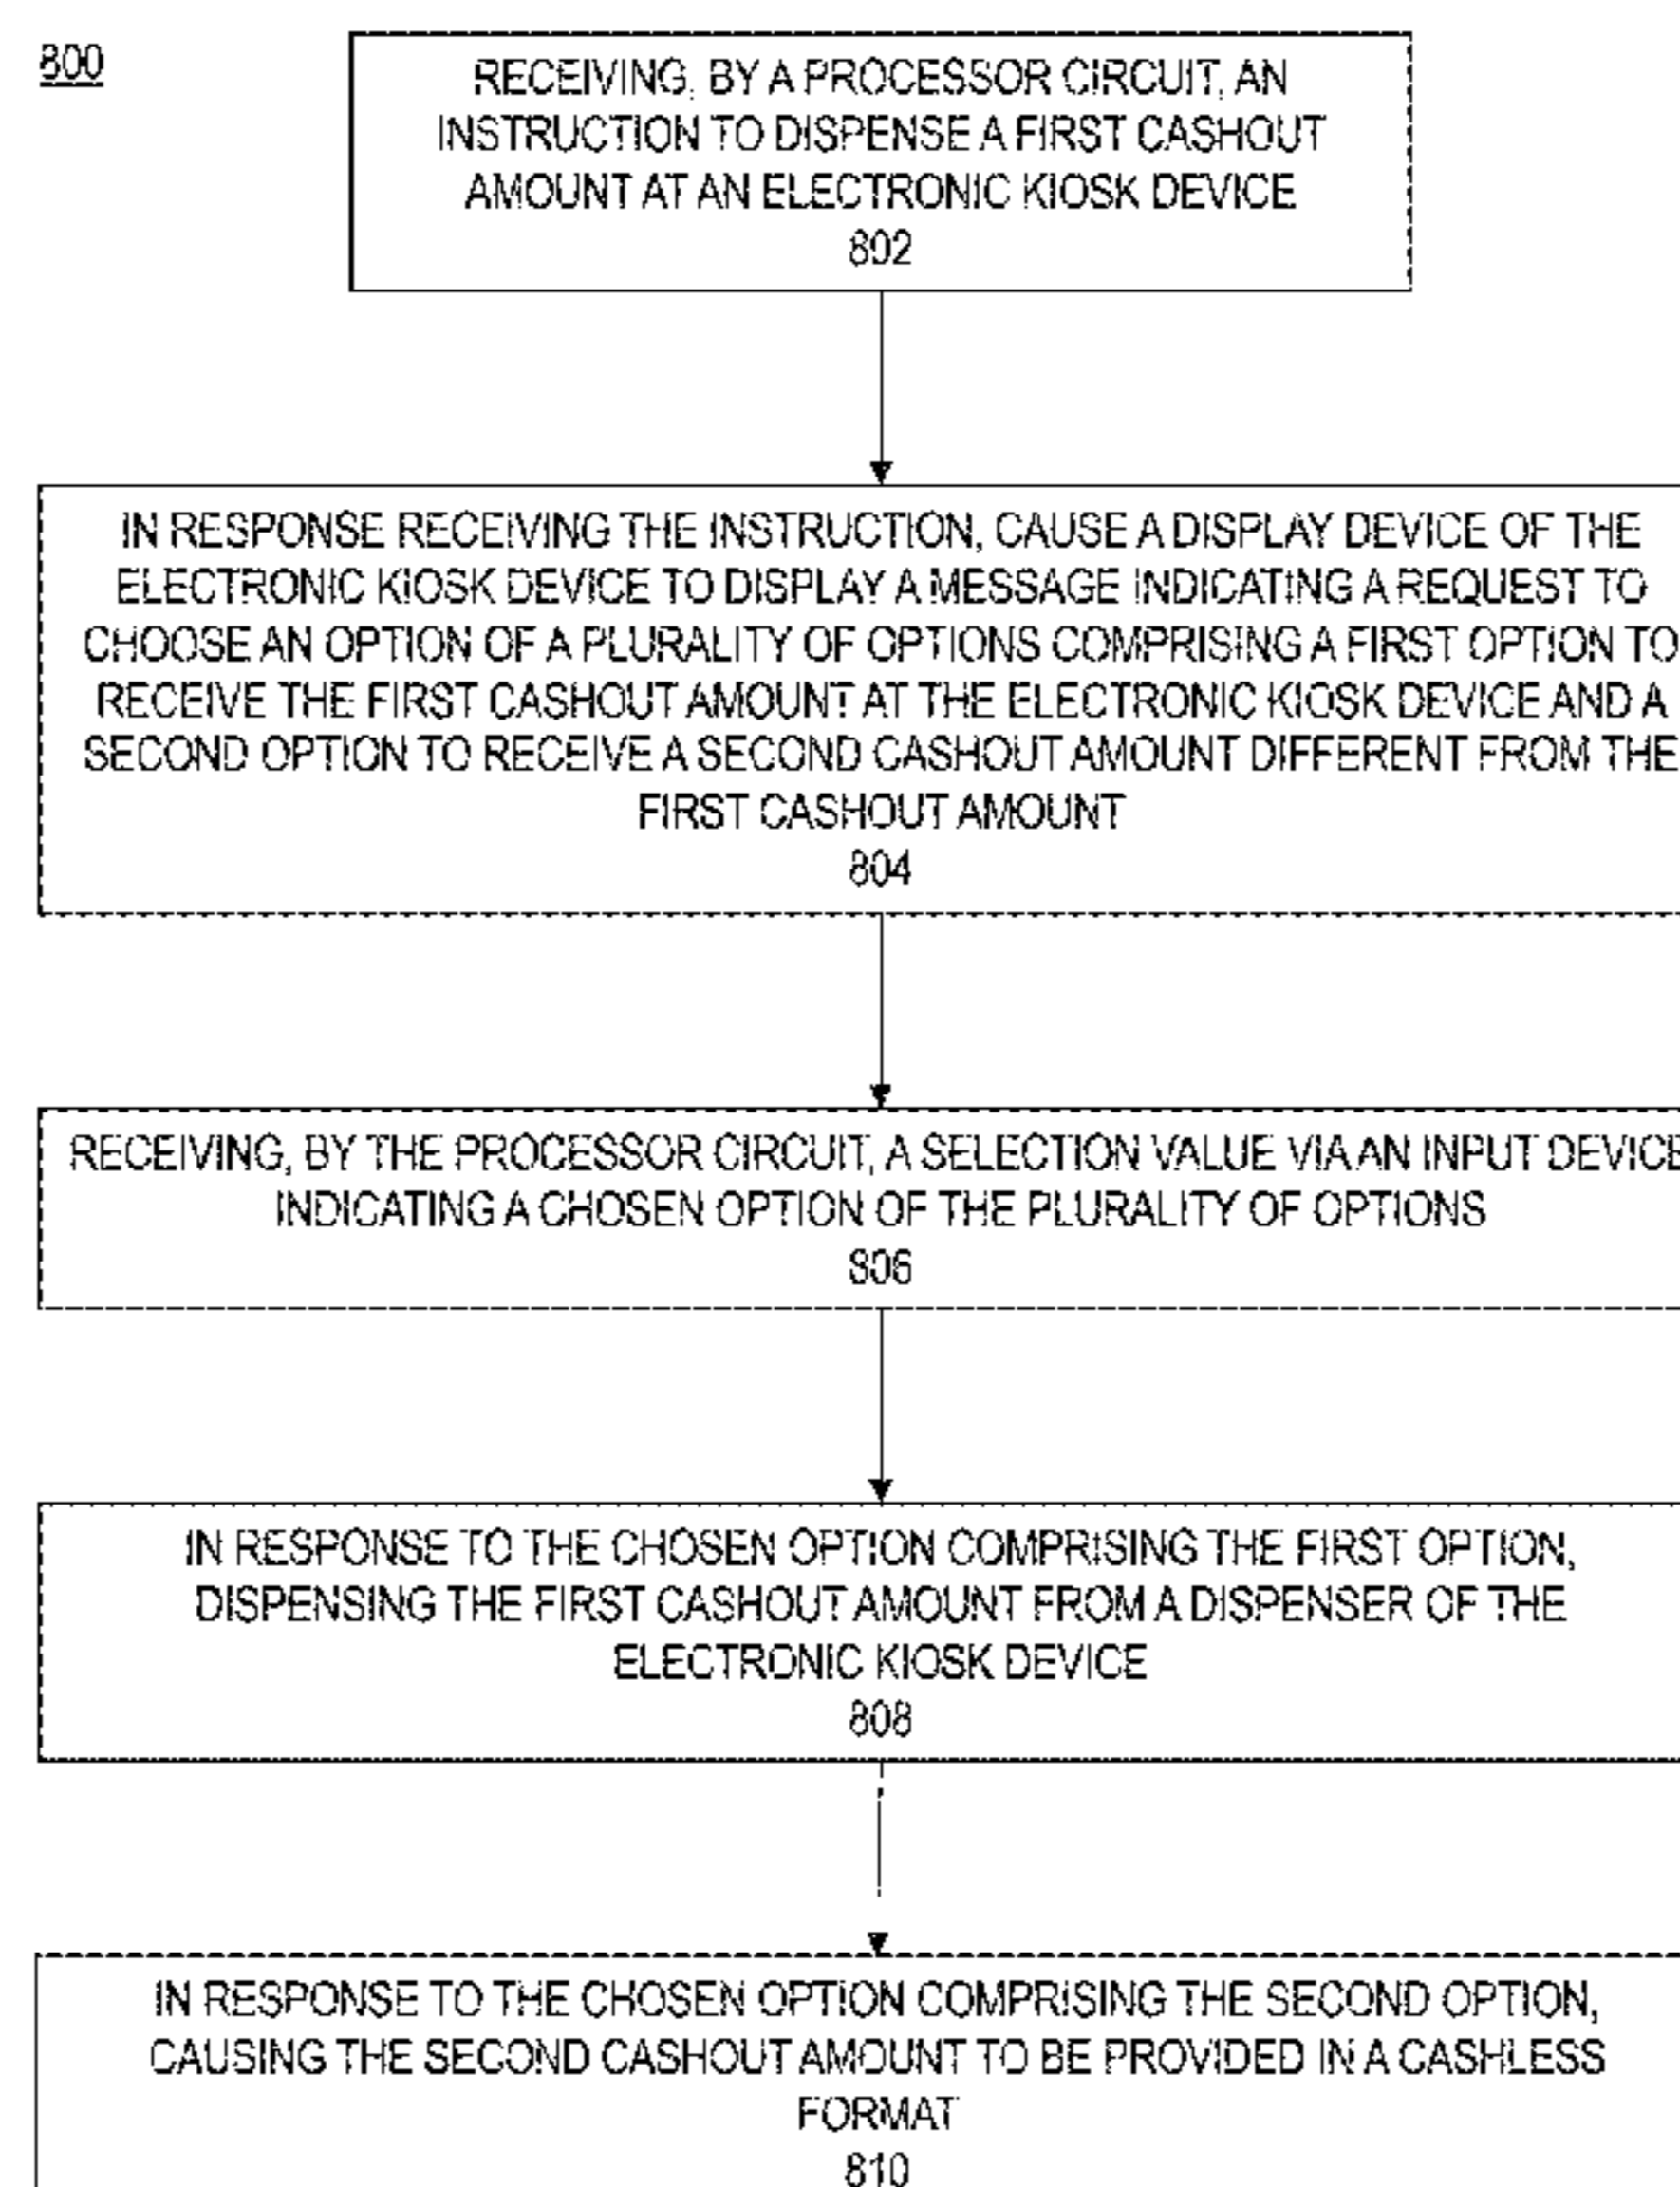 800
RECEIVING, BY A PROCESSOR CIRCUIT, AN
INSTRUCTION TO DISPENSE A FIRST CASHOUT
AMOUNT AT AN ELECTRONIC KIOSK DEVICE
802
IN RESPONSE RECEIVING THE INSTRUCTION, CAUSE A DISPLAY DEVICE OF THE
ELECTRONIC KIOSK DEVICE TO DISPLAY A MESSAGE INDICATING A REQUEST TO
CHOOSE AN OPTION OF A PLURALITY OF OPTIONS COMPRISING A FIRST OPTION TO
RECEIVE THE FIRST CASHOUT AMOUNT AT THE ELECTRONIC KIOSK DEVICE AND A
SECOND OPTION TO RECEIVE A SECOND CASHOUT AMOUNT DIFFERENT FROM THE
FIRST CASHOUT AMOUNT
804
RECEIVING, BY THE PROCESSOR CIRCUIT, A SELECTION VALUE VIA AN INPUT DEVICE
INDICATING A CHOSEN OPTION OF THE PLURALITY OF OPTIONS
806
IN RESPONSE TO THE CHOSEN OPTION COMPRISING THE FIRST OPTION,
DISPENSING THE FIRST CASHOUT AMOUNT FROM A DISPENSER OF THE
ELECTRONIC KIOSK DEVICE
808
IN RESPONSE TO THE CHOSEN OPTION COMPRISING THE SECOND OPTION,
CAUSING THE SECOND CASHOUT AMOUNT TO BE PROVIDED IN A CASHLESS
FORMAT
810